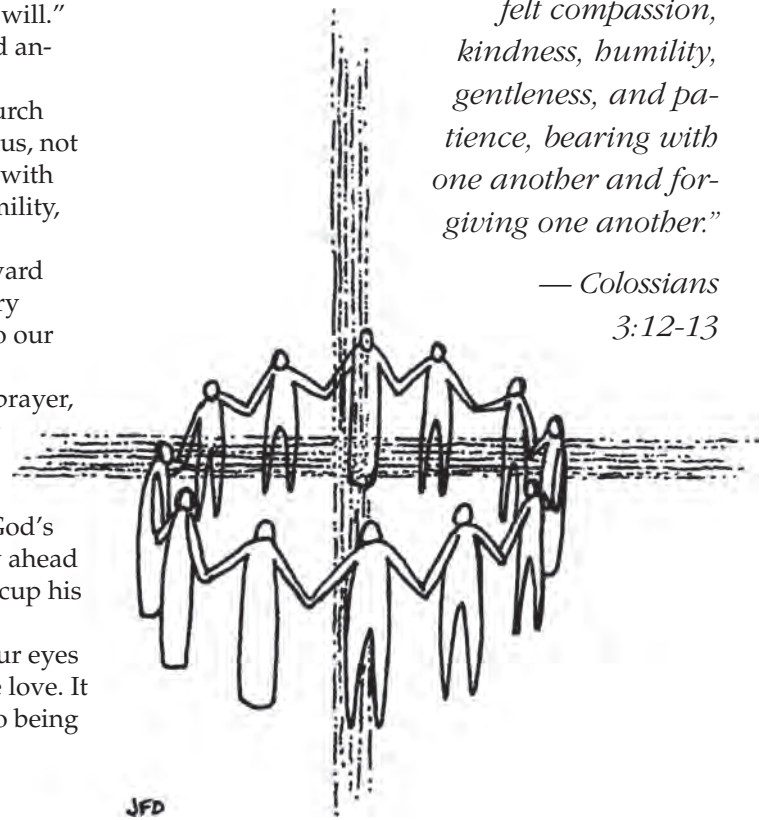 will.”
d an-
urch
us, not
with
nility,
vard
ry
o our
prayer,
God's
ahead
cup his
ur eyes
e love. It
o being
felt compassion,
kindness, humility,
gentleness, and pa-
tience, bearing with
one another and for-
giving one another.”
— Colossians
3:12-13
JFD